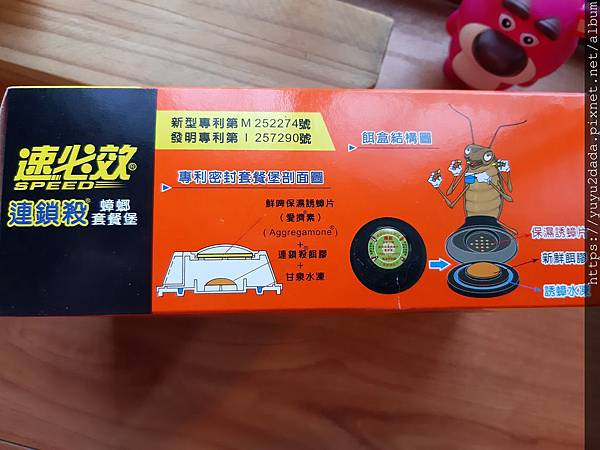 速必效®
SPEED
連鎖殺® 蟑螂套餐堡
新型專利第M 252274號
發明專利第 I 257290號
專利密封套餐堡剖面圖
鮮啤保濕誘蟑片
(愛擠素)
(Aggregamone®)
+
連鎖殺餌膠
+
甘泉水凍
餌盒結構圖
保濕誘蟑片
新鮮餌膠
誘蟑水凍
https://yuyu2dada.pixnet.net/album